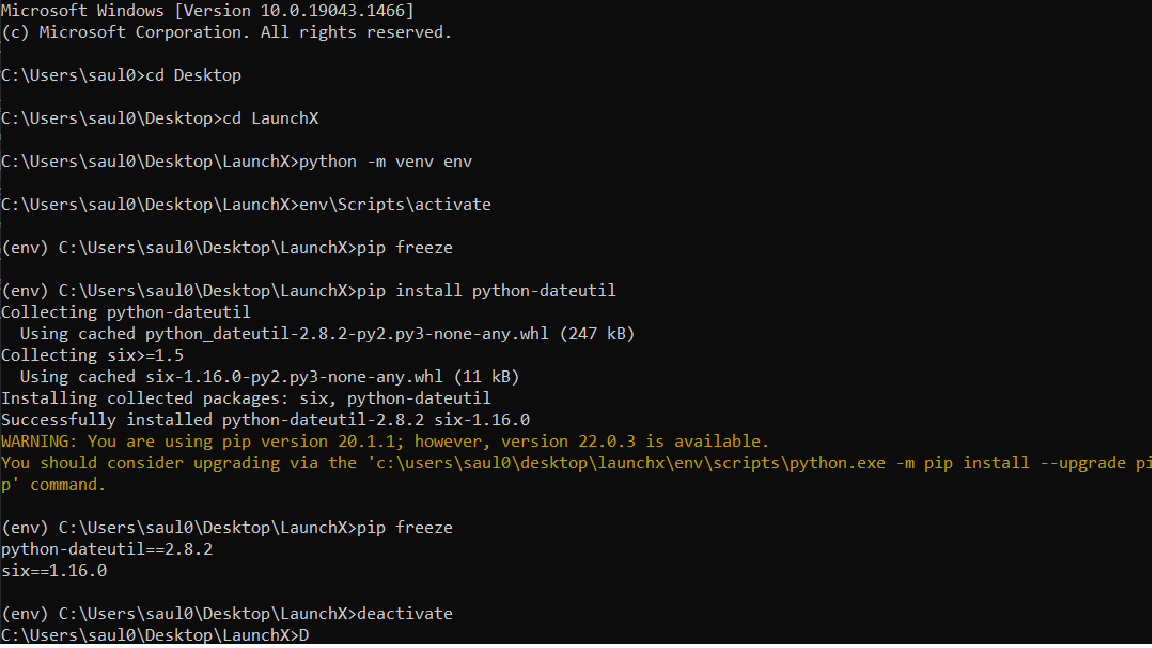 Microsoft Windows [Version 10.0.19043.1466]
(c) Microsoft Corporation. All rights reserved.
C:\Users\saul0>cd Desktop
C:\Users\saul0\Desktop>cd LaunchX
C:\Users\saul0\Desktop\LaunchX>python -m venv env
C:\Users\saul0\Desktop\LaunchX>env\Scripts\activate
(env) C:\Users\saul0\Desktop\LaunchX>pip freeze
(env) C:\Users\saul0\Desktop\LaunchX>pip install python-dateutil
Collecting python-dateutil
  Using cached python_dateutil-2.8.2-py2.py3-none-any.whl (247 kB)
Collecting six>=1.5
  Using cached six-1.16.0-py2.py3-none-any.whl (11 kB)
Installing collected packages: six, python-dateutil
Successfully installed python-dateutil-2.8.2 six-1.16.0
WARNING: You are using pip version 20.1.1; however, version 22.0.3 is available.
You should consider upgrading via the 'c:\users\saul0\desktop\launchx\env\scripts\python.exe -m pip install --upgrade pi
p' command.
(env) C:\Users\saul0\Desktop\LaunchX>pip freeze
python-dateutil==2.8.2
six==1.16.0
(env) C:\Users\saul0\Desktop\LaunchX>deactivate
C:\Users\saul0\Desktop\LaunchX>D